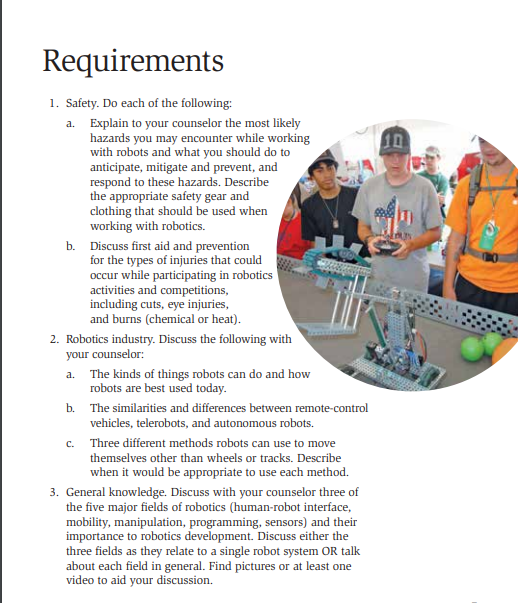 Requirements
1. Safety. Do each of the following:
a. Explain to your counselor the most likely
hazards you may encounter while working
with robots and what you should do to
anticipate, mitigate and prevent, and
respond to these hazards. Describe
the appropriate safety gear and
clothing that should be used when
working with robotics.
b. Discuss first aid and prevention
for the types of injuries that could
occur while participating in robotics
activities and competitions,
including cuts, eye injuries,
and burns (chemical or heat).
2. Robotics industry. Discuss the following with
your counselor:
a. The kinds of things robots can do and how
robots are best used today.
b. The similarities and differences between remote-control
vehicles, telerobots, and autonomous robots.
c. Three different methods robots can use to move
themselves other than wheels or tracks. Describe
when it would be appropriate to use each method.
3. General knowledge. Discuss with your counselor three of
the five major fields of robotics (human-robot interface,
mobility, manipulation, programming, sensors) and their
importance to robotics development. Discuss either the
three fields as they relate to a single robot system OR talk
about each field in general. Find pictures or at least one
video to aid your discussion.
10